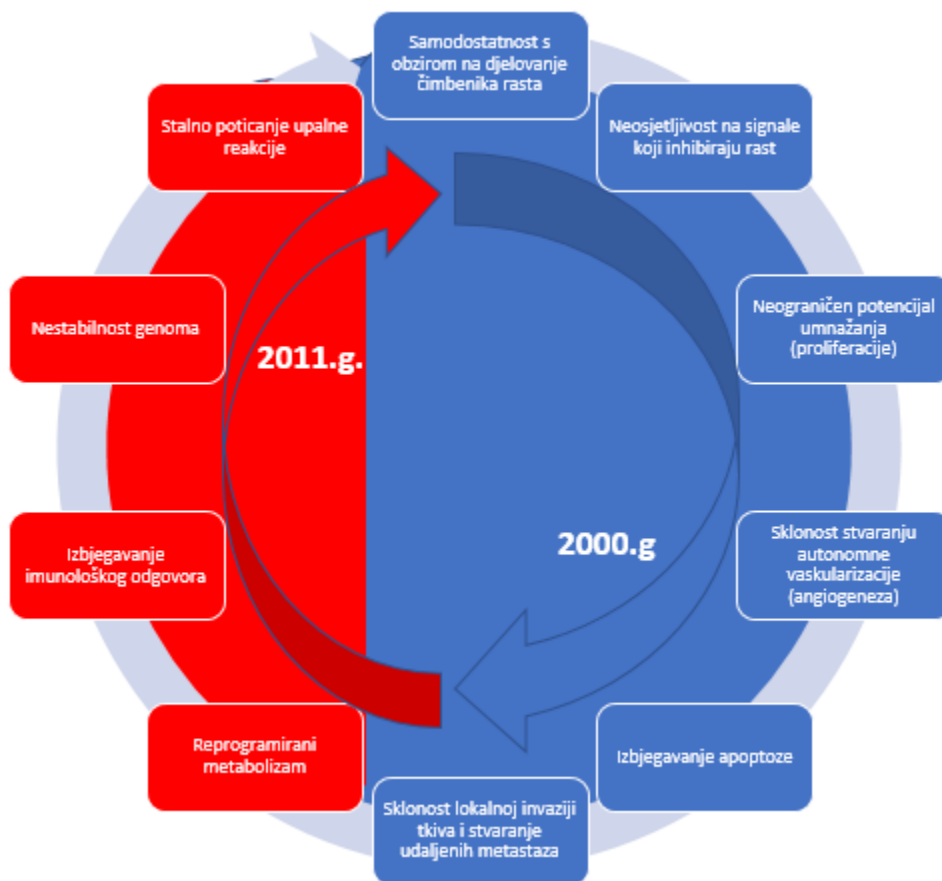 Samodostatnost s
obzirom na djelovanje
čimbenika rasta
Neosjetljivost na signale
koji inhibiraju rast
Neograničen potencijal
umnažanja
(proliferacije)
Sklonost stvaranju
autonomne
vaskularizacije
(angiogeneza)
Izbjegavanje apoptoze
Sklonost lokalnoj invaziji
tkiva i stvaranje
udaljenih metastaza
Reprogramirani
metabolizam
Izbjegavanje
imunološkog odgovora
Nestabilnost genoma
Stalno poticanje upalne
reakcije
2011.g.
2000.g